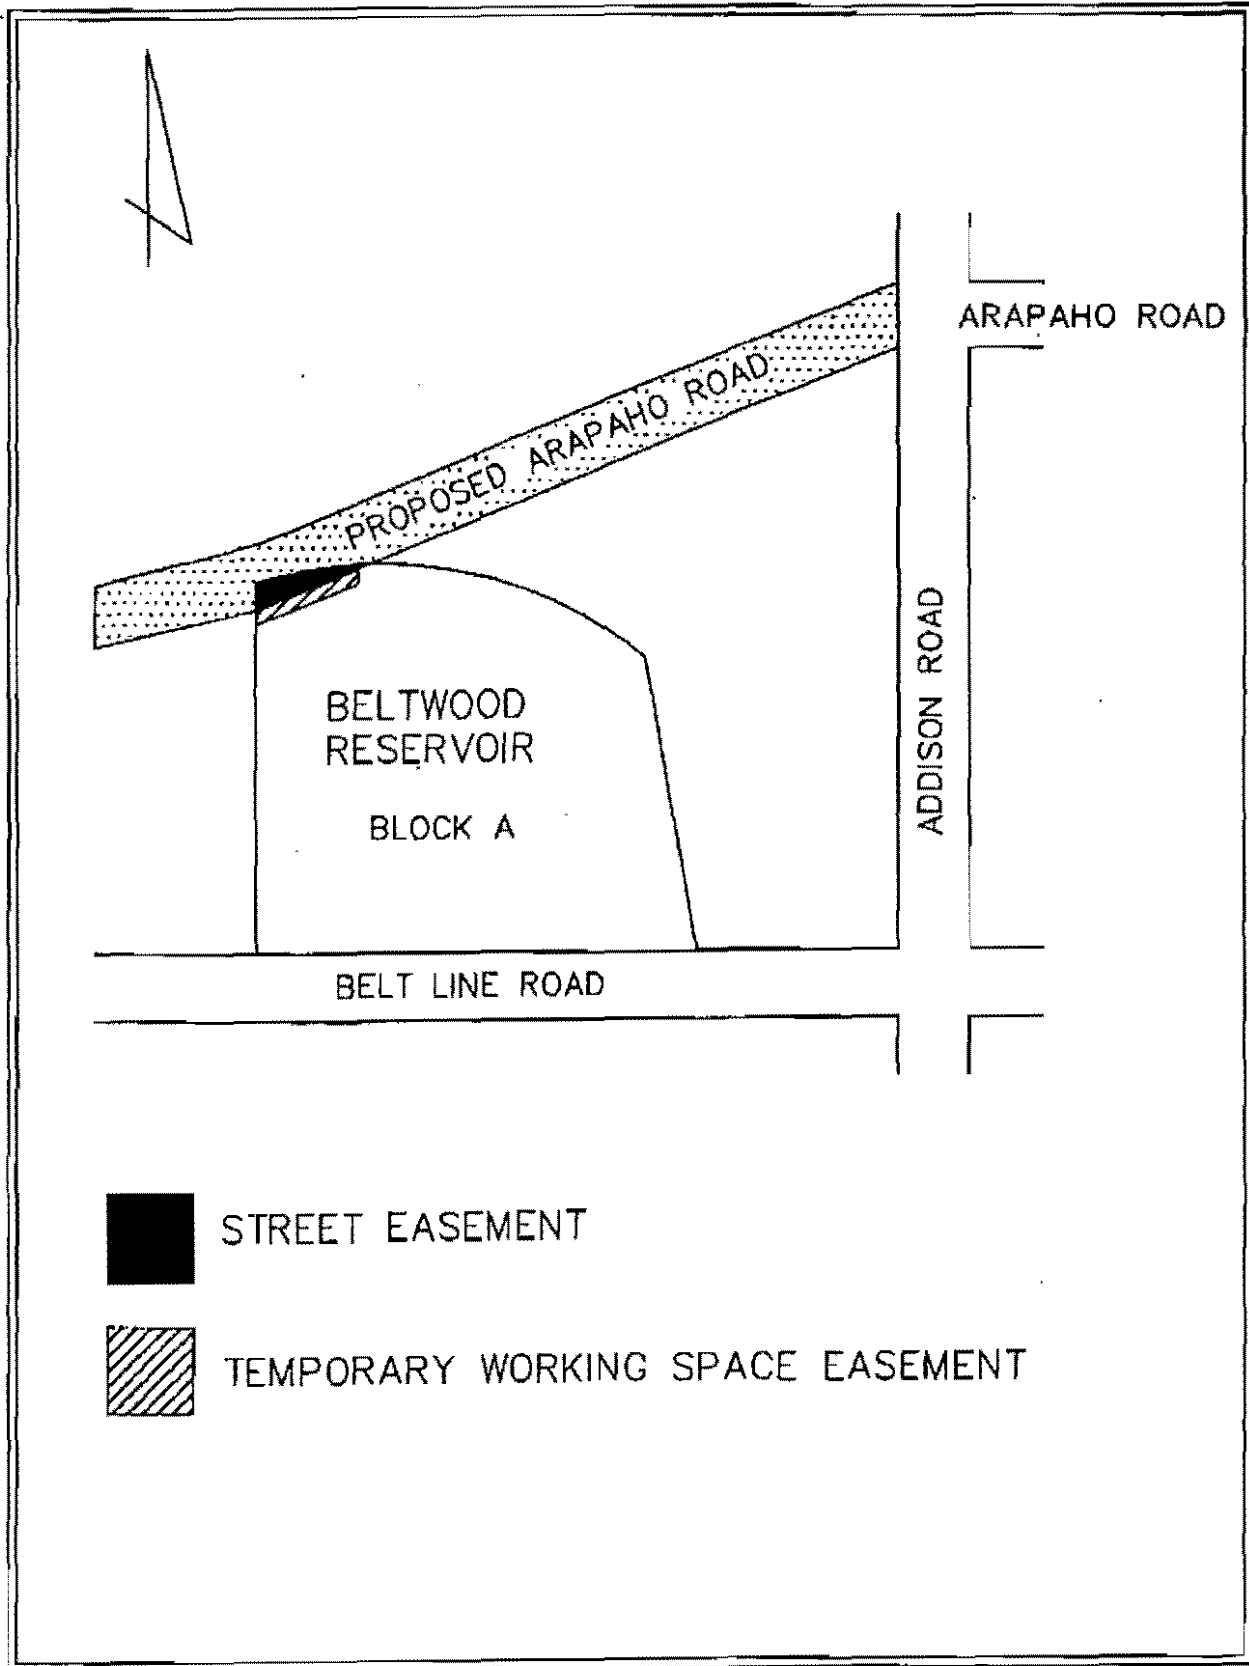 ARAPAHO ROAD
PROPOSED ARAPAHO ROAD
ADDISON ROAD
BELTWOOD
RESERVOIR
BLOCK A
BELT LINE ROAD
STREET EASEMENT
TEMPORARY WORKING SPACE EASEMENT